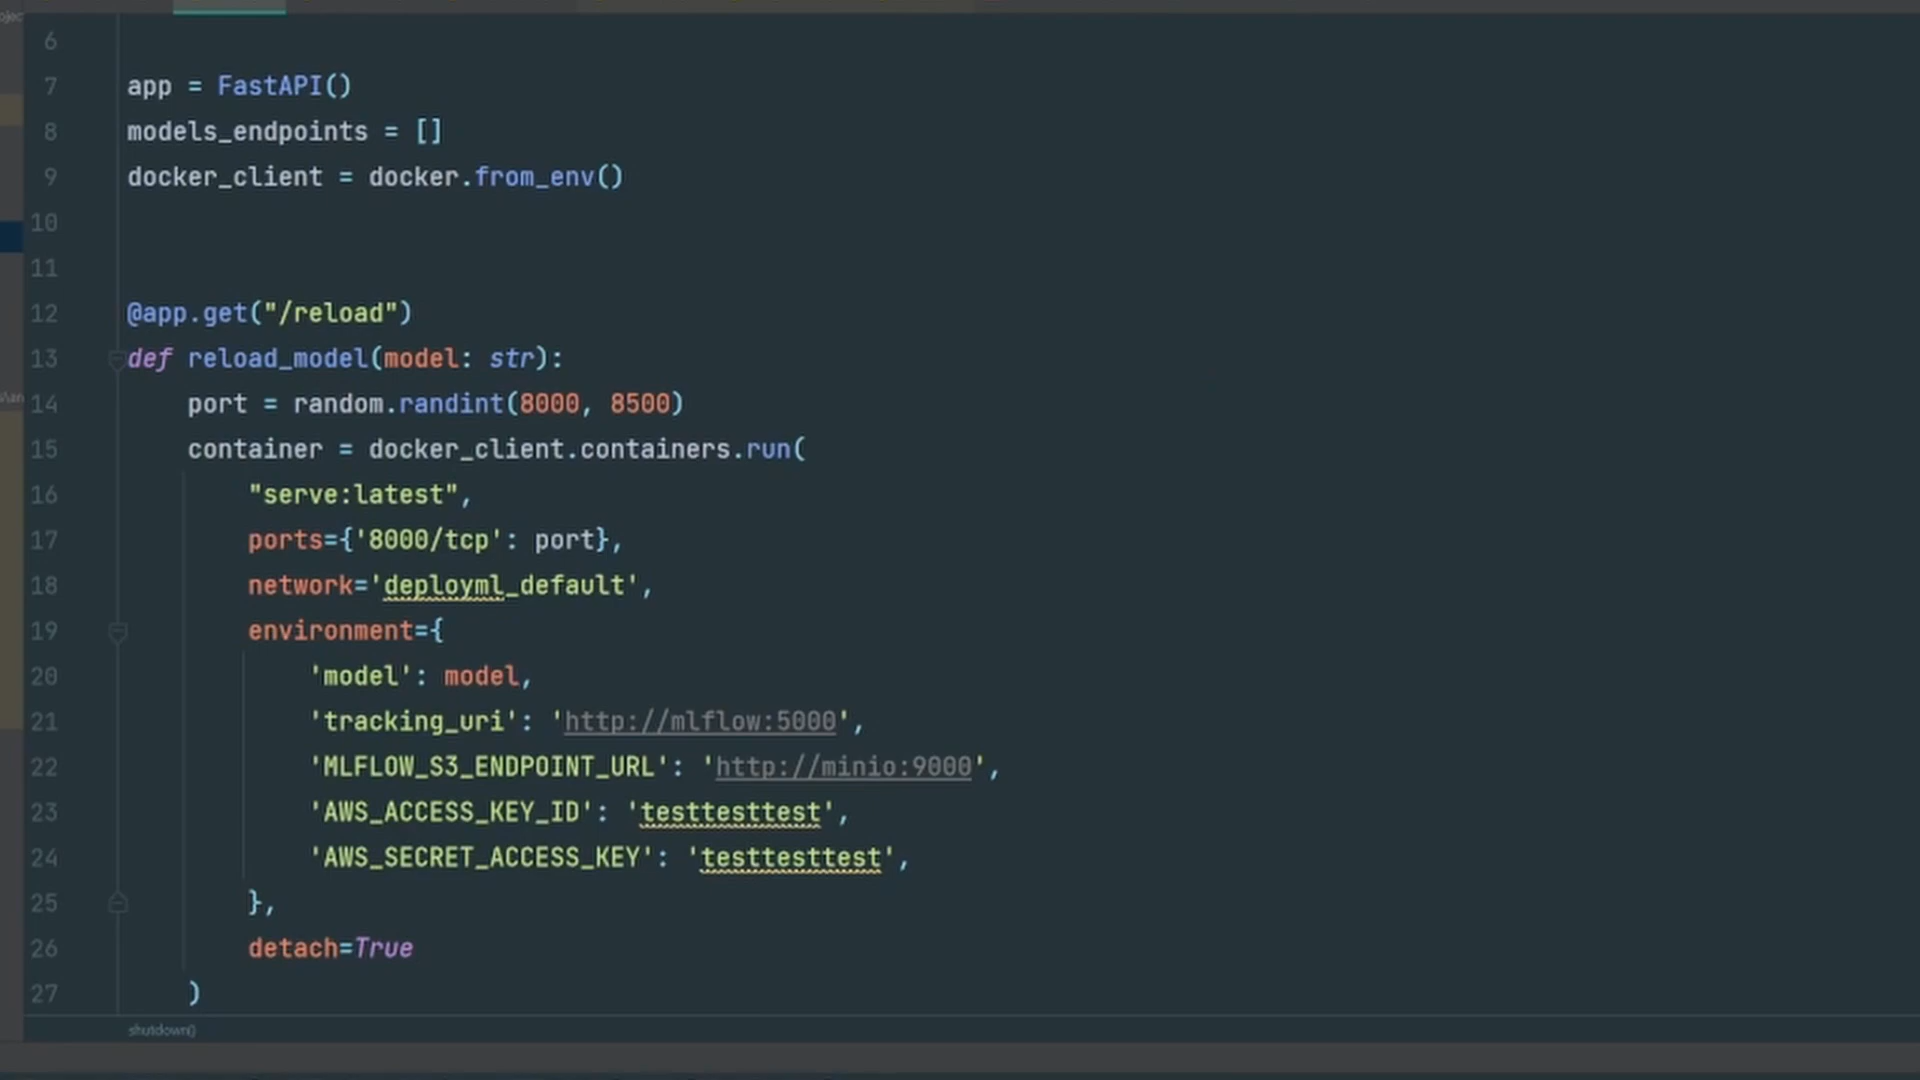 6
7 app = FastAPI()
8 models_endpoints = []
9 docker_client = docker.from_env()
10
11
12 @app.get("/reload")
13 def reload_model(model: str):
14 port = random.randint(8000, 8500)
15 container = docker_client.containers.run(
16 "serve:latest",
17 ports={'8000/tcp': port},
18 network='deployml_default',
19 environment={
20 'model': model,
21 'tracking_uri': 'http://mlflow:5000',
22 'MLFLOW_S3_ENDPOINT_URL': 'http://minio:9000',
23 'AWS_ACCESS_KEY_ID': 'testtesttest',
24 'AWS_SECRET_ACCESS_KEY': 'testtesttest',
25 },
26 detach=True
27 )
shutdown()